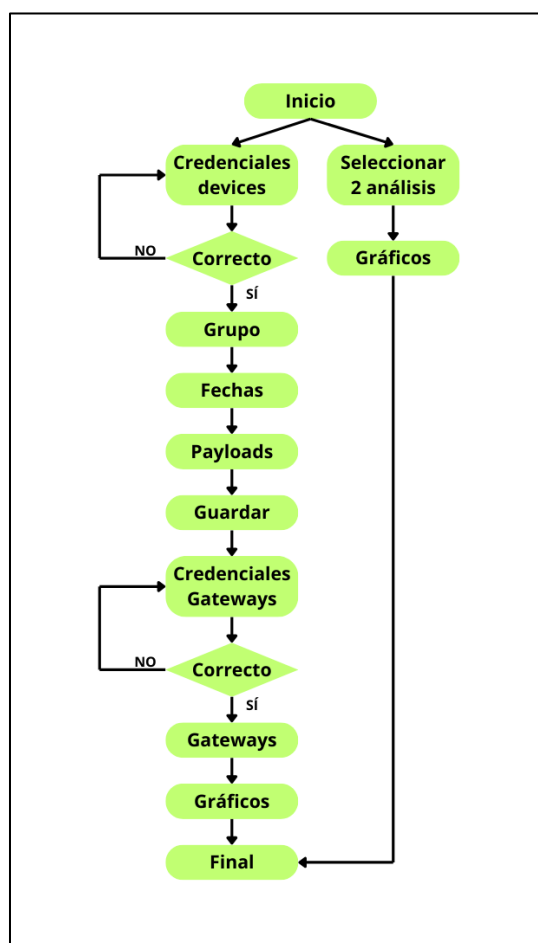 Inicio
Credenciales
devices
Seleccionar
2 análisis
NO
Correcto
Gráficos
SÍ
Grupo
Fechas
Payloads
Guardar
Credenciales
Gateways
NO
Correcto
SÍ
Gateways
Gráficos
Final